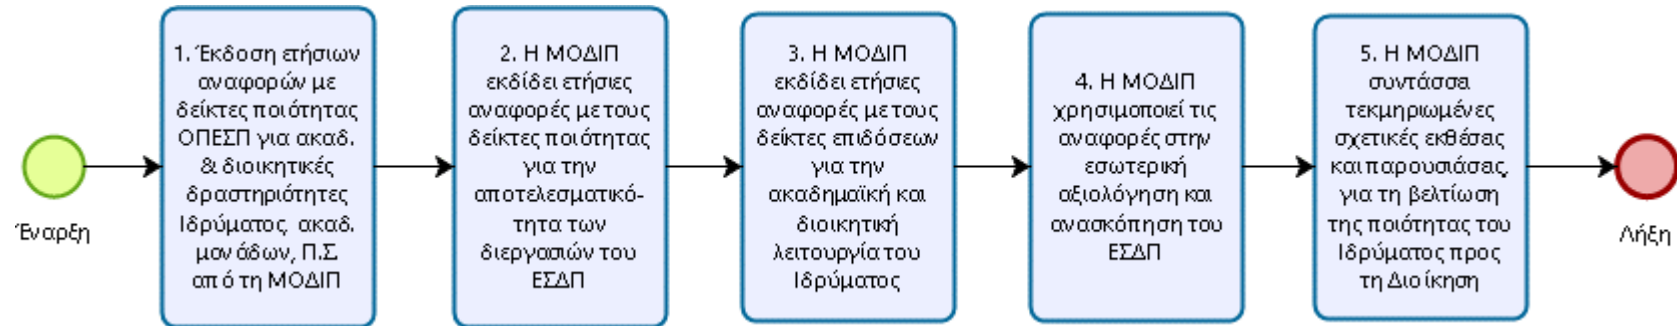 Έναρξη
1. Έκδοση ετήσιων
αναφορών με
δείκτες ποιότητας
ΟΠΕΣΠ για ακαδ.
& διοικητικές
δραστηριότητες
Ιδρύματος, ακαδ.
μονάδων, Π.Σ.
από τη ΜΟΔΙΠ
2. Η ΜΟΔΙΠ
εκδίδει ετήσιες
αναφορές με τους
δείκτες ποιότητας
για την
αποτελεσματικό-
τητα των
διεργασιών του
ΕΣΔΠ
3. Η ΜΟΔΙΠ
εκδίδει ετήσιες
αναφορές με τους
δείκτες επιδόσεων
για την
ακαδημαϊκή και
διοικητική
λειτουργία του
Ιδρύματος
4. Η ΜΟΔΙΠ
χρησιμοποιεί τις
αναφορές στην
εσωτερική
αξιολόγηση και
ανασκόπηση του
ΕΣΔΠ
5. Η ΜΟΔΙΠ
συντάσσει
τεκμηριωμένες
σχετικές εκθέσεις
και παρουσιάσεις,
για τη βελτίωση
της ποιότητας του
Ιδρύματος προς
τη Διοίκηση
Λήξη